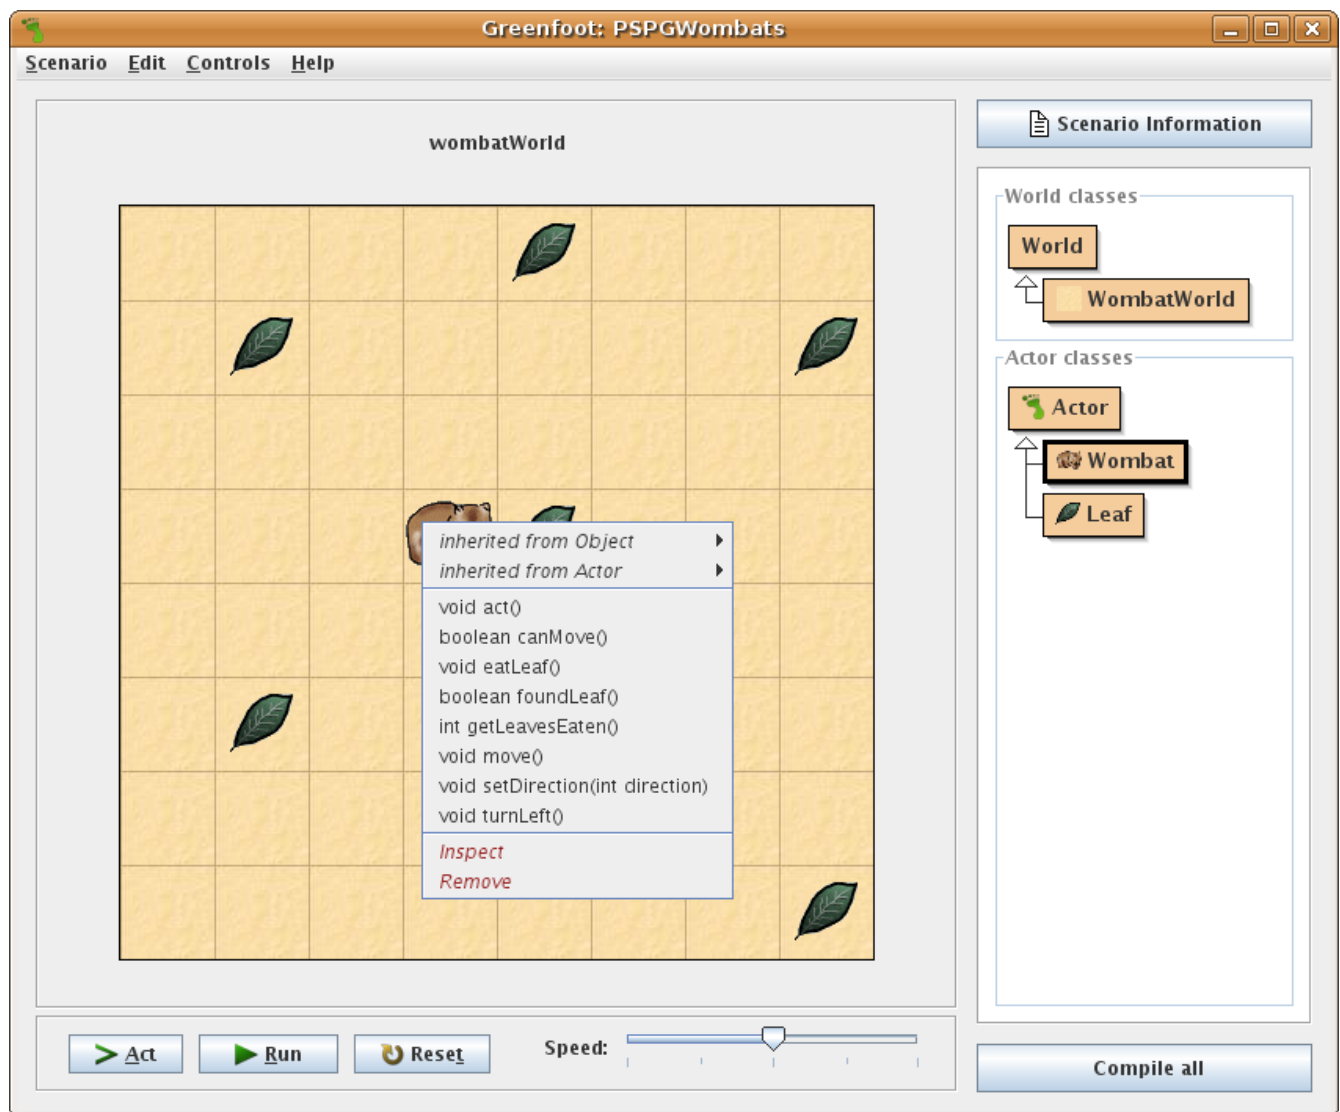 Greenfoot: PSPGWombats
Scenario Edit Controls Help
wombatWorld
Scenario Information
World classes
World
WombatWorld
Actor classes
Actor
Wombat
Leaf
inherited from Object
inherited from Actor
void act()
boolean canMove()
void eatLeaf()
boolean foundLeaf()
int getLeavesEaten()
void move()
void setDirection(int direction)
void turnLeft()
Inspect
Remove
Act Run Reset Speed:
Compile all